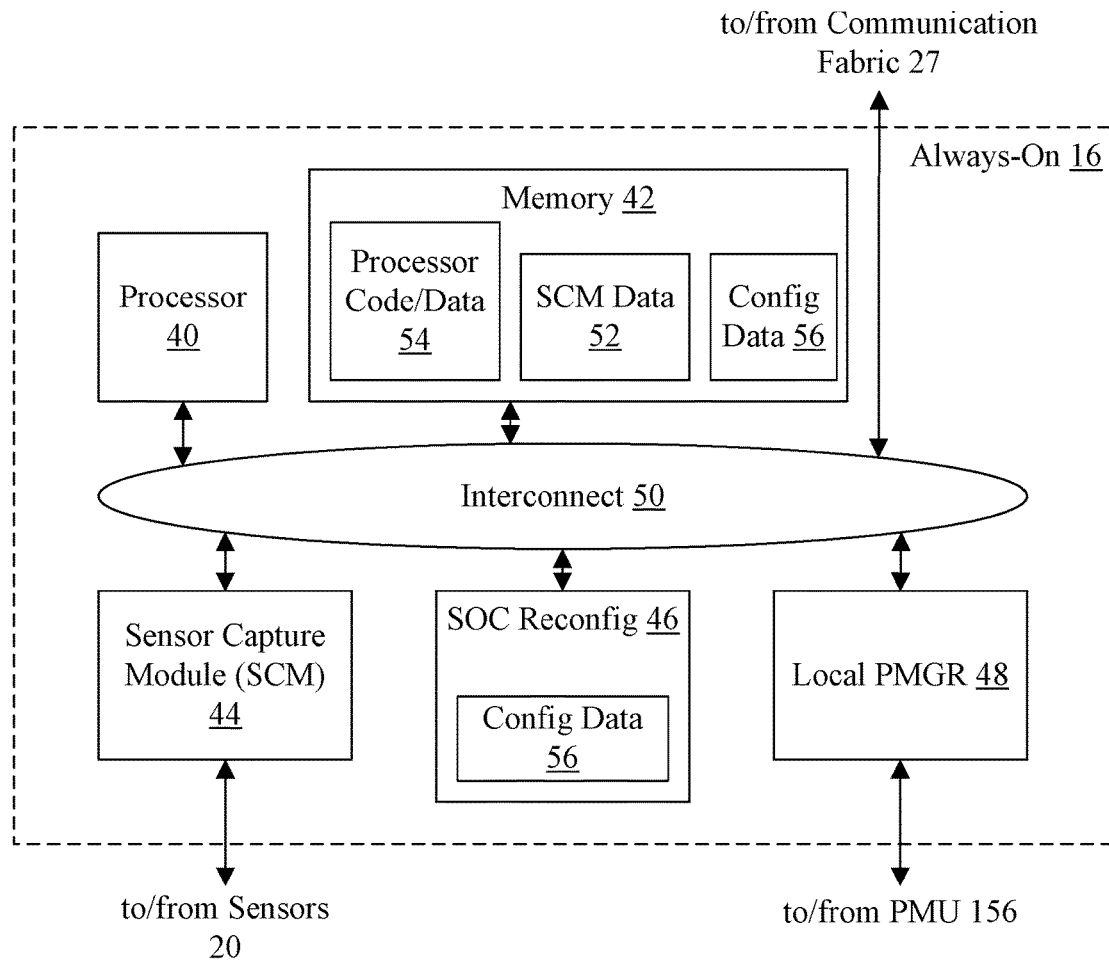 to/from Communication
Fabric 27
Always-On 16
Memory 42
Processor
40
Processor
Code/Data
54
SCM Data
52
Config
Data 56
Interconnect 50
Sensor Capture
Module (SCM)
44
SOC Reconfig 46
Config Data
56
Local PMGR 48
to/from Sensors
20
to/from PMU 156